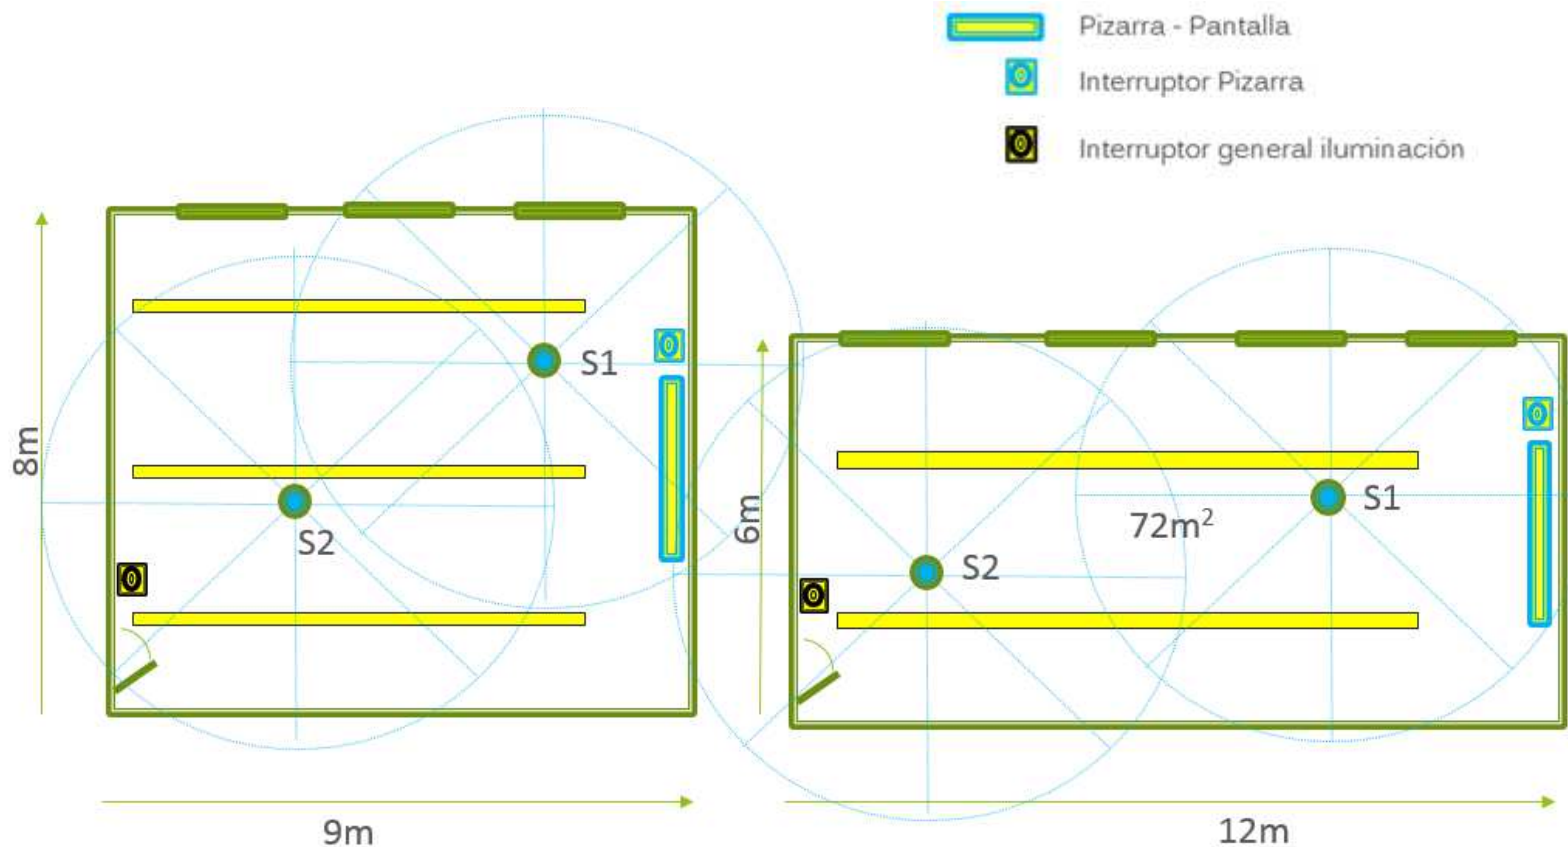 Pizarra - Pantalla
Interruptor Pizarra
Interruptor general iluminación
8m
S1
S2
9m
6m
72m²
S1
S2
12m